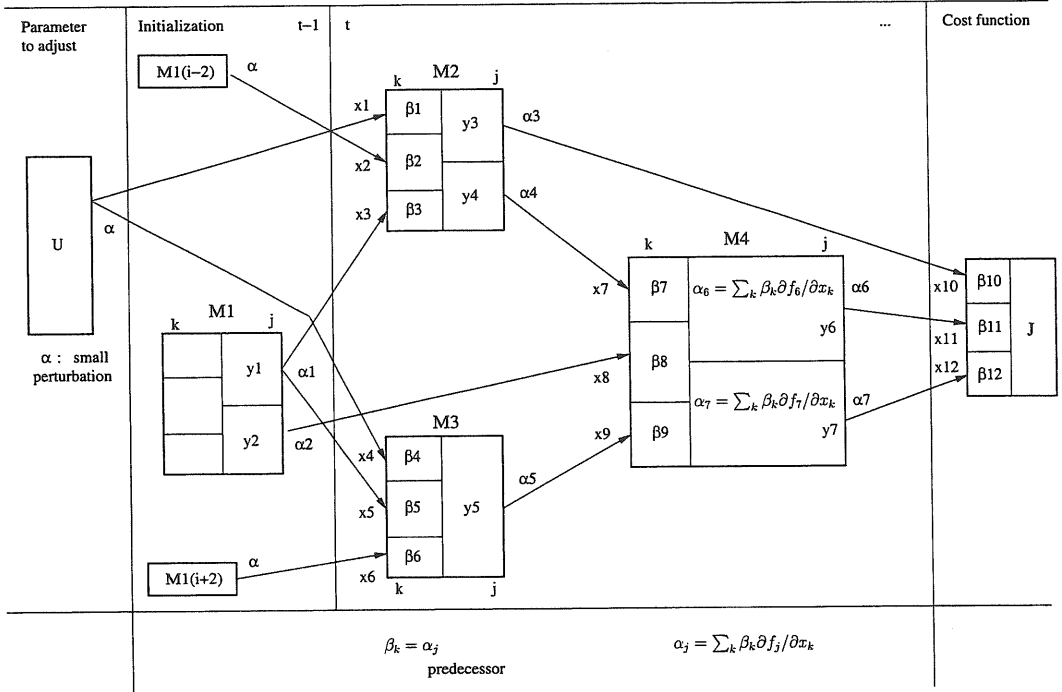 Parameter
to adjust
Initialization
t−1
t
...
Cost function
M1(i−2)
α
k
M2
j
x1
β1
y3
α3
x2
β2
x3
β3
y4
α4
U
α
α : small
perturbation
k
M1
j
y1
α1
y2
α2
k
M4
j
x7
β7
α₆ = ∑ₖ βₖ∂f₆/∂xₖ
α6
y6
x8
β8
α₇ = ∑ₖ βₖ∂f₇/∂xₖ
α7
x9
β9
y7
x10
β10
x11
β11
J
x12
β12
M3
x4
β4
x5
β5
y5
α5
x6
β6
k
j
M1(i+2)
α
βₖ = αⱼ
predecessor
αⱼ = ∑ₖ βₖ∂fⱼ/∂xₖ